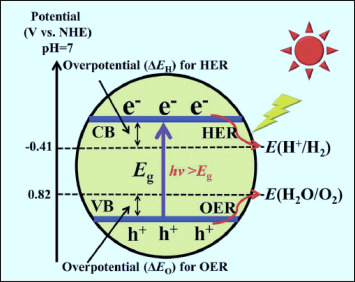 Potential
(V vs. NHE)
pH=7
Overpotential (ΔE_H) for HER
e⁻ e⁻ e⁻
CB
HER
-0.41
E(H⁺/H₂)
E_g
hν >E_g
0.82
E(H₂O/O₂)
VB
OER
h⁺ h⁺ h⁺
Overpotential (ΔE_O) for OER